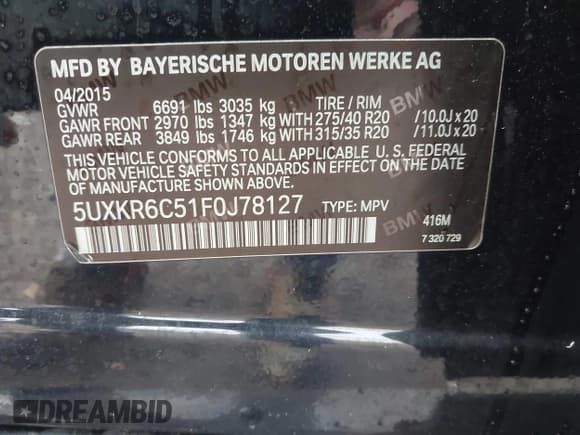 MFD BY BAYERISCHE MOTOREN WERKE AG
04/2015
GVWR 6691 lbs 3035 kg TIRE / RIM
GAWR FRONT 2970 lbs 1347 kg WITH 275/40 R20 /10.0J x 20
GAWR REAR 3849 lbs 1746 kg WITH 315/35 R20 /11.0J x 20
THIS VEHICLE CONFORMS TO ALL APPLICABLE U. S. FEDERAL
MOTOR VEHICLE SAFETY STANDARDS IN EFFECT ON THE DATE OF
MANUFACTURE SHOWN ABOVE.
5UXKR6C51F0J78127 TYPE: MPV
416M
7 320 729
DREAMBID